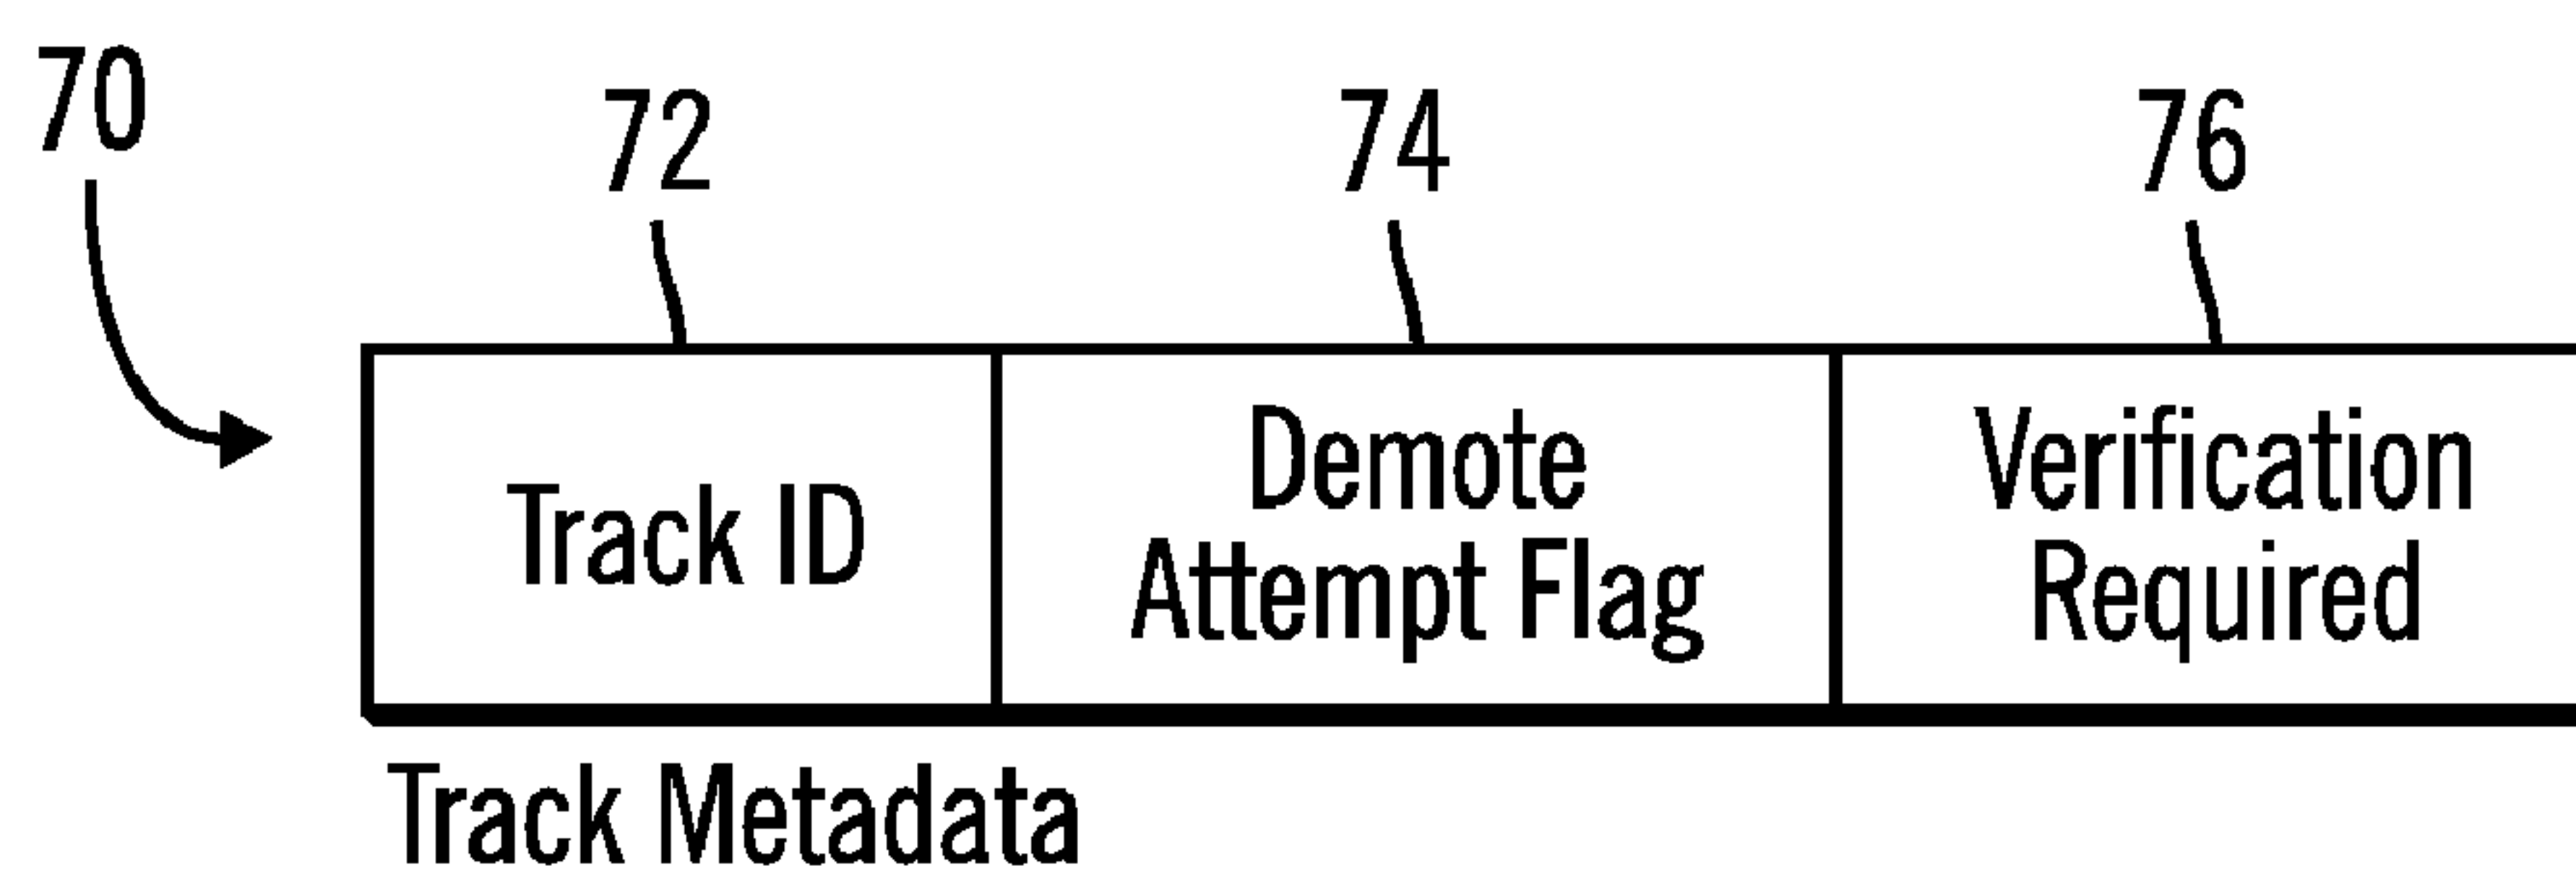 70
72
74
76
Track ID
Demote
Attempt Flag
Verification
Required
Track Metadata